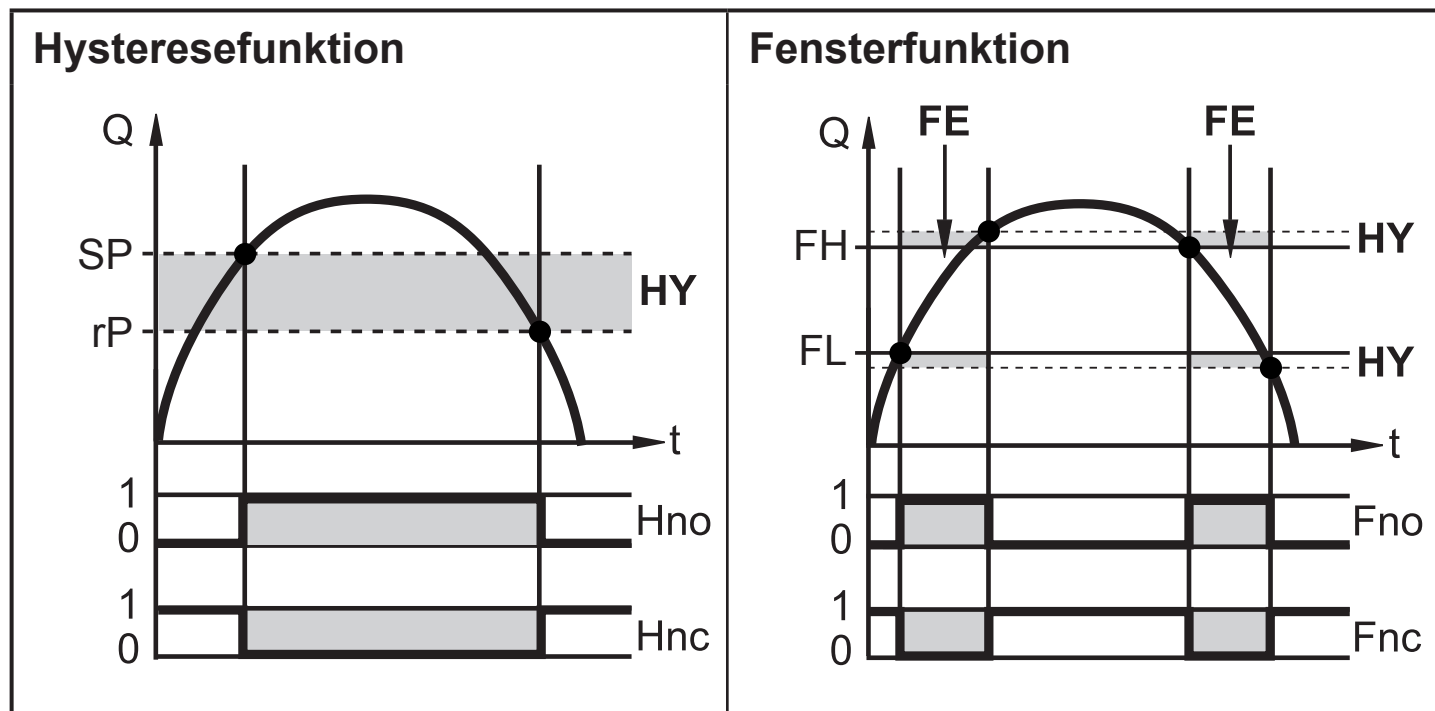 Hysteresefunktion
Q
SP
HY
rP
t
1
0
Hno
1
0
Hnc
Fensterfunktion
Q
FE FE
FH
HY
FL
HY
t
1
0
Fno
1
0
Fnc